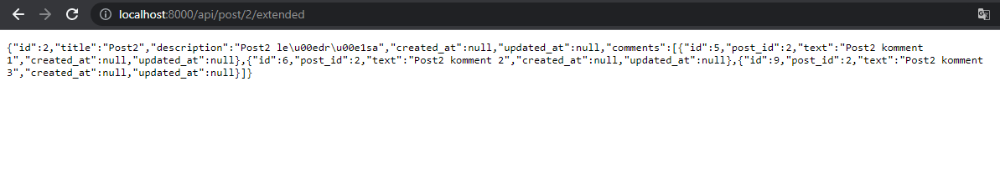 localhost:8000/api/post/2/extended
{"id":2,"title":"Post2","description":"Post2 le\u00edr\u00e1sa","created_at":null,"updated_at":null,"comments":[{"id":5,"post_id":2,"text":"Post2 komment
1","created_at":null,"updated_at":null},{"id":6,"post_id":2,"text":"Post2 komment 2","created_at":null,"updated_at":null},{"id":9,"post_id":2,"text":"Post2 komment
3","created_at":null,"updated_at":null}]}